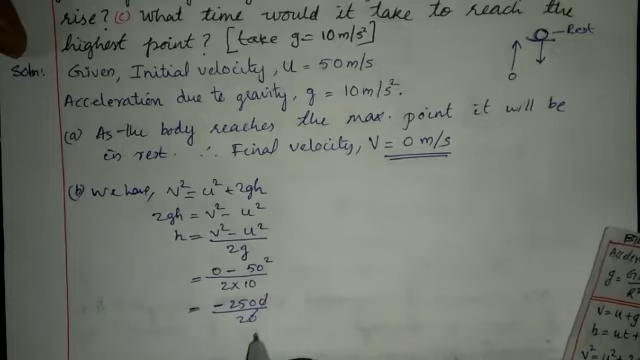 rise? (c) What time would it take to reach the
highest point? [take g = 10 m/s²]
Rest
Soln: Given, Initial velocity, u = 50 m/s
Acceleration due to gravity, g = 10 m/s².
(a) As the body reaches the max. point it will be
in rest. ∴ Final velocity, V = 0 m/s
(b) We have, v² = u² + 2gh
2gh = v² - u²
h = v² - u² / 2g
= 0 - 50² / 2 × 10
= - 2500 / 20
g =
v = u + g
h = ut +